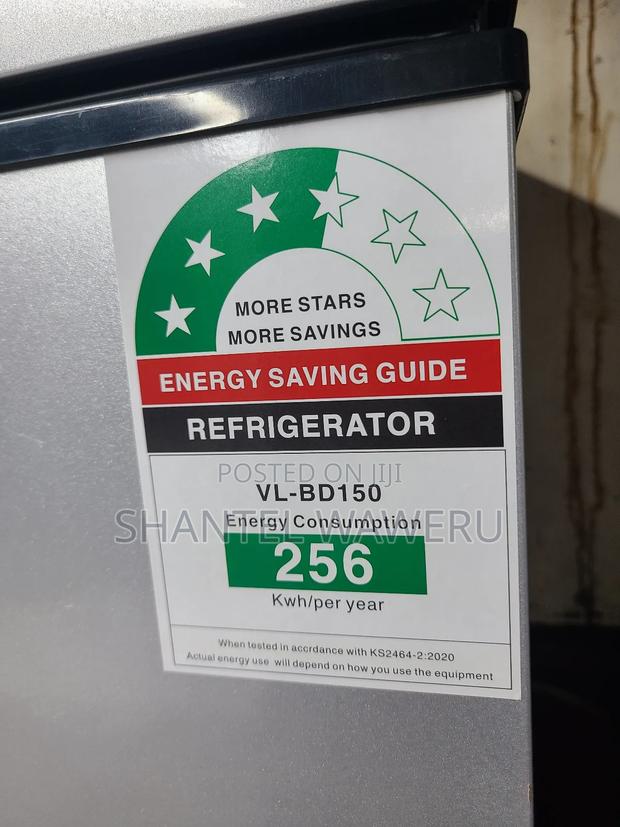 MORE STARS
MORE SAVINGS
ENERGY SAVING GUIDE
REFRIGERATOR
POSTED ON JIJI
VL-BD150
SHANTEL WAWERU
Energy Consumption
256
Kwh/per year
When tested in accrdance with KS2464-2:2020
Actual energy use will depend on how you use the equipment